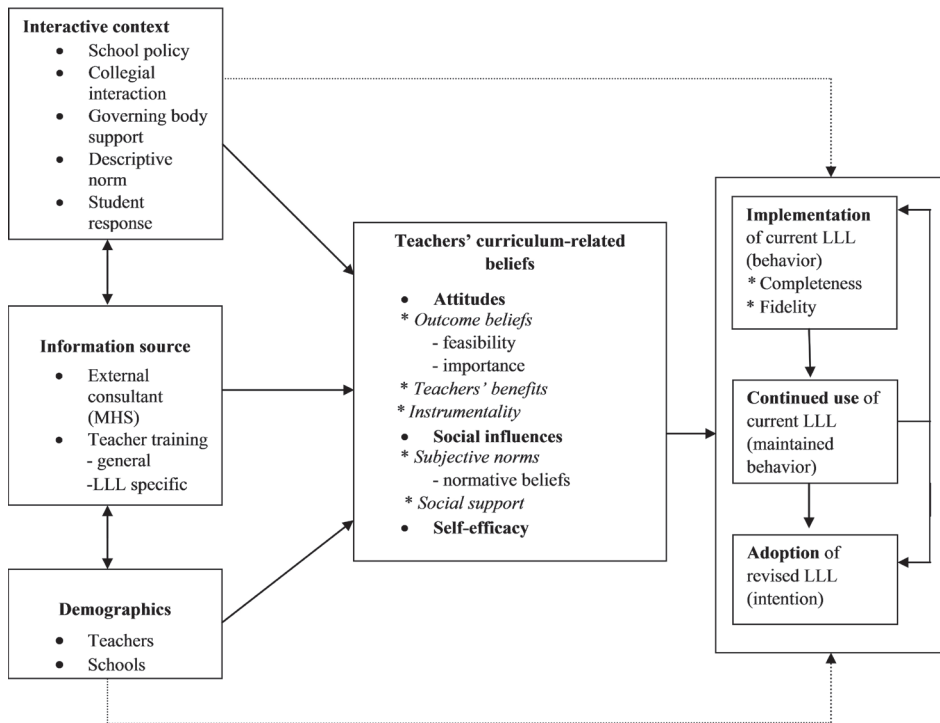 Interactive context
● School policy
● Collegial
interaction
● Governing body
support
● Descriptive
norm
● Student
response
Information source
● External
consultant
(MHS)
● Teacher training
- general
-LLL specific
Demographics
● Teachers
● Schools
Teachers’ curriculum-related
beliefs
● Attitudes
* Outcome beliefs
- feasibility
- importance
* Teachers’ benefits
* Instrumentality
● Social influences
* Subjective norms
- normative beliefs
* Social support
● Self-efficacy
Implementation
of current LLL
(behavior)
* Completeness
* Fidelity
Continued use of
current LLL
(maintained
behavior)
Adoption of
revised LLL
(intention)